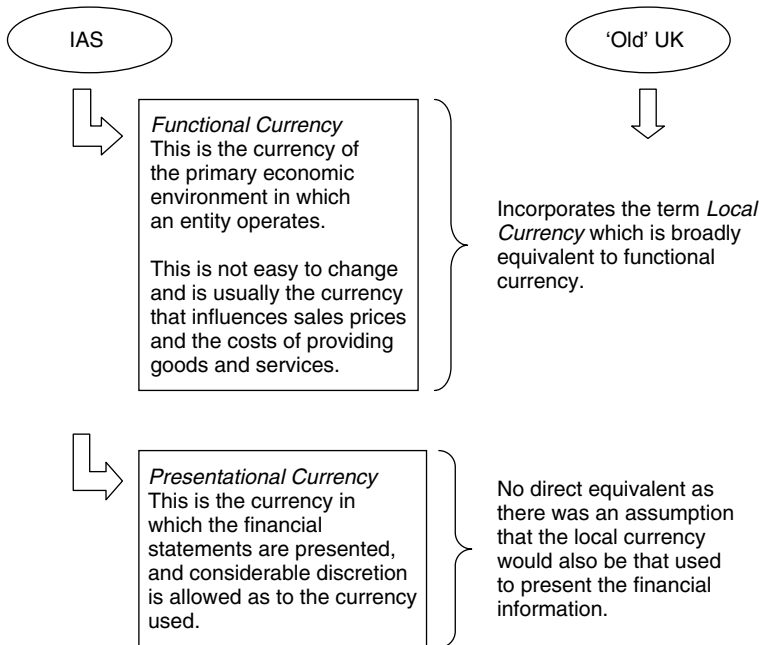 IAS
'Old' UK
Functional Currency
This is the currency of
the primary economic
environment in which
an entity operates.
This is not easy to change
and is usually the currency
that influences sales prices
and the costs of providing
goods and services.
Incorporates the term Local
Currency which is broadly
equivalent to functional
currency.
Presentational Currency
This is the currency in
which the financial
statements are presented,
and considerable discretion
is allowed as to the currency
used.
No direct equivalent as
there was an assumption
that the local currency
would also be that used
to present the financial
information.